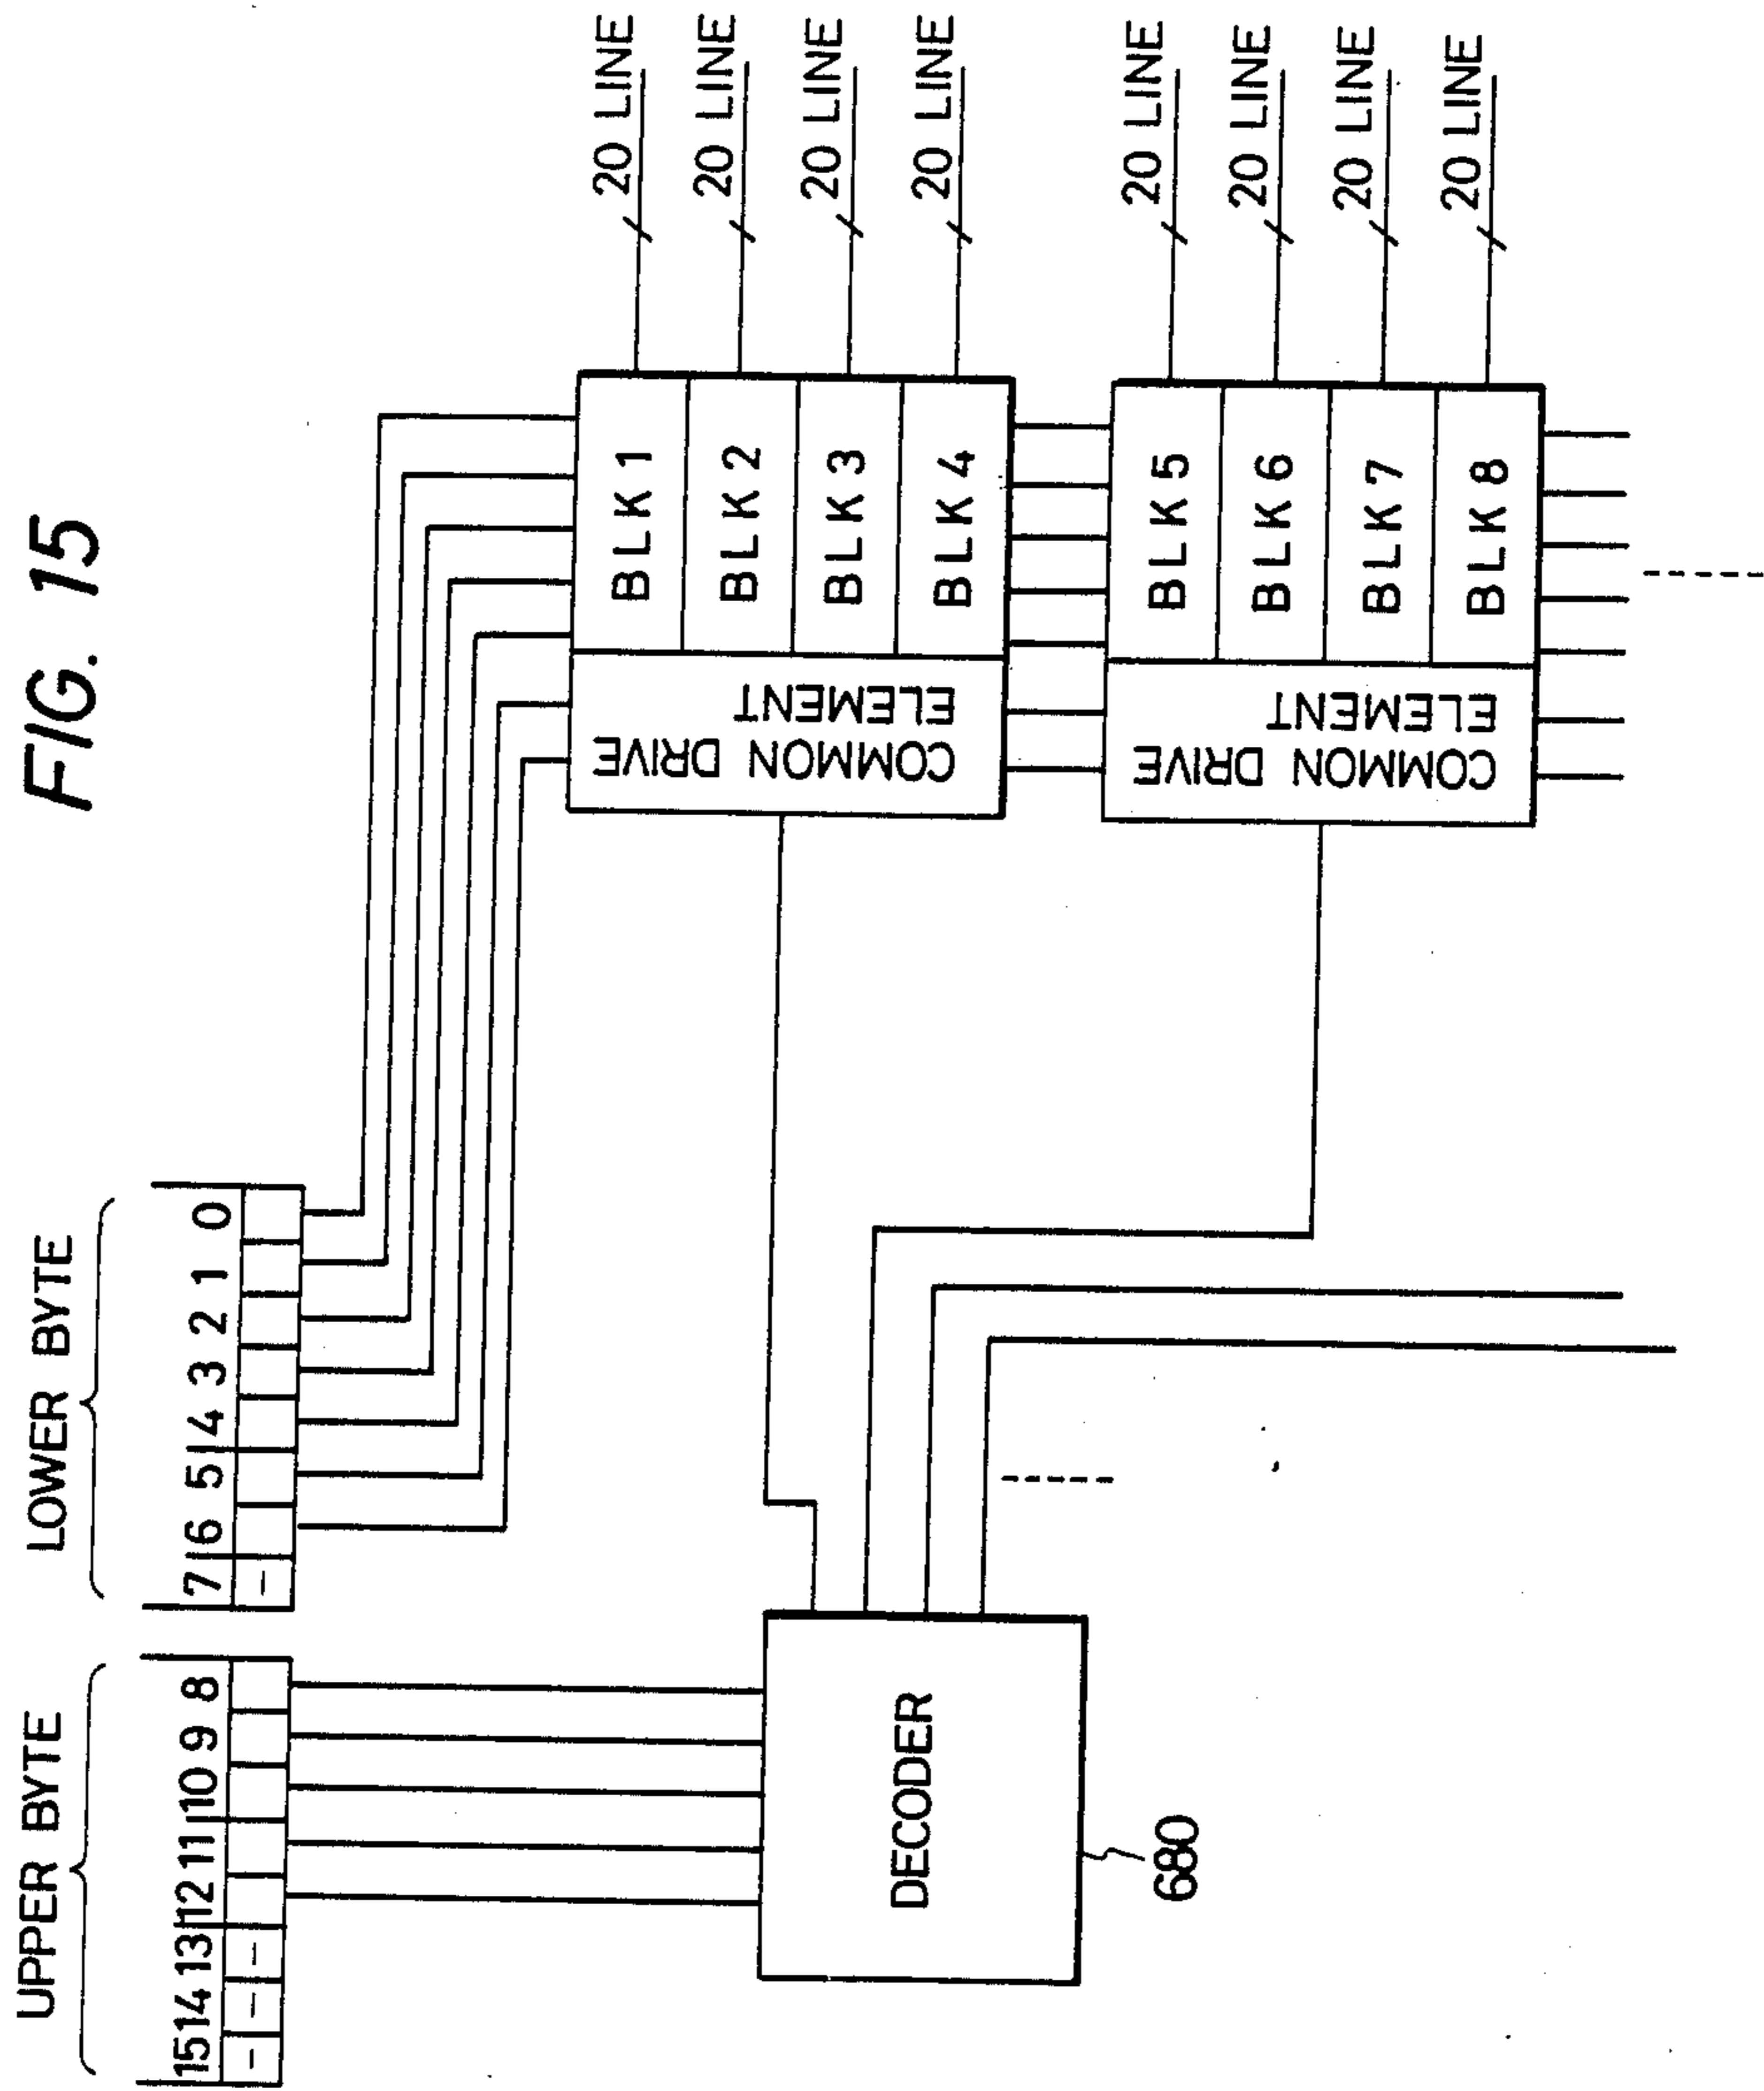 FIG. 15
UPPER BYTE
LOWER BYTE
15 14 13 12 11 10 9 8
7 6 5 4 3 2 1 0
- - -
-
DECODER
680
COMMON DRIVE
ELEMENT
BLK 1
BLK 2
BLK 3
BLK 4
20 LINE
20 LINE
20 LINE
20 LINE
COMMON DRIVE
ELEMENT
BLK 5
BLK 6
BLK 7
BLK 8
20 LINE
20 LINE
20 LINE
20 LINE